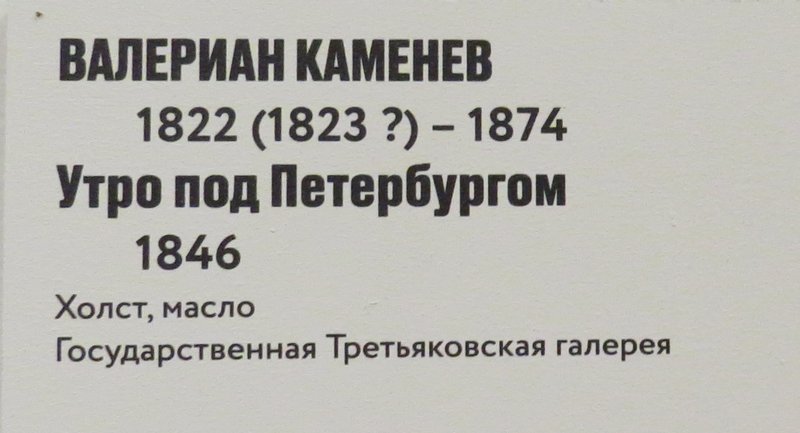 ВАЛЕРИАН КАМЕНЕВ
1822 (1823 ?) – 1874
Утро под Петербургом
1846
Холст, масло
Государственная Третьяковская галерея